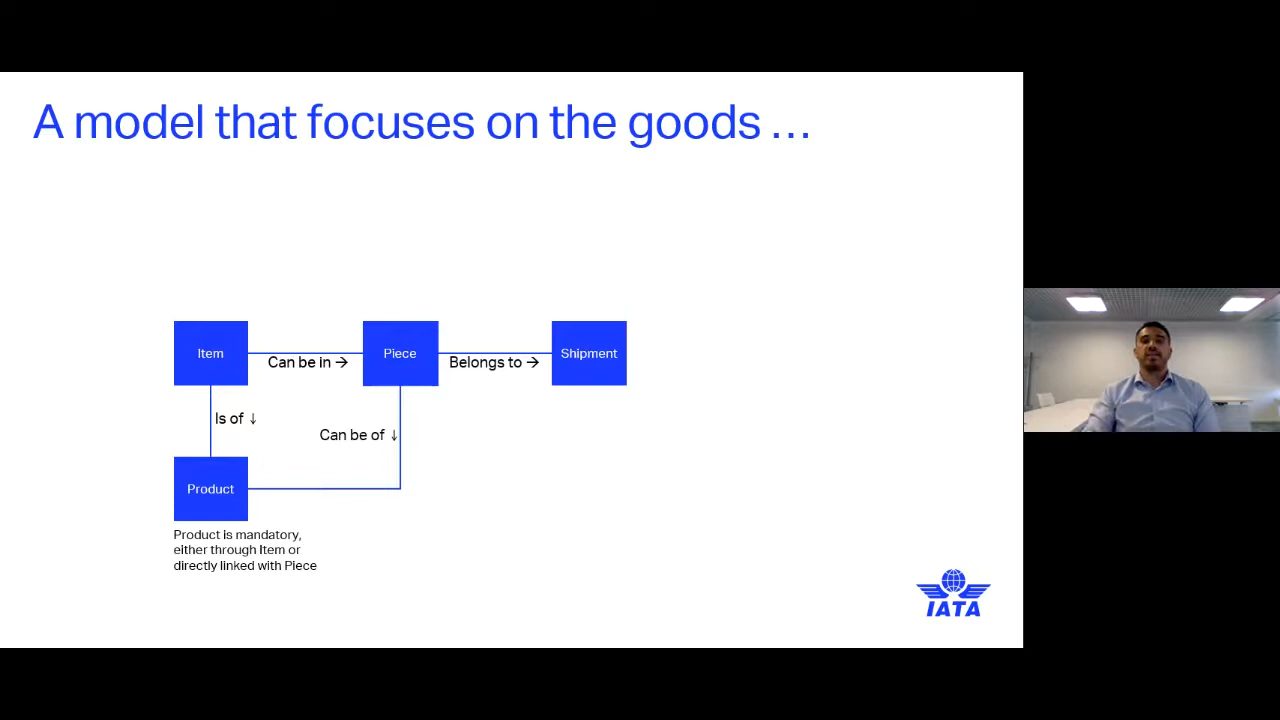 A model that focuses on the goods ...
Item
Can be in →
Piece
Belongs to →
Shipment
Is of ↓
Can be of ↓
Product
Product is mandatory,
either through Item or
directly linked with Piece
IATA